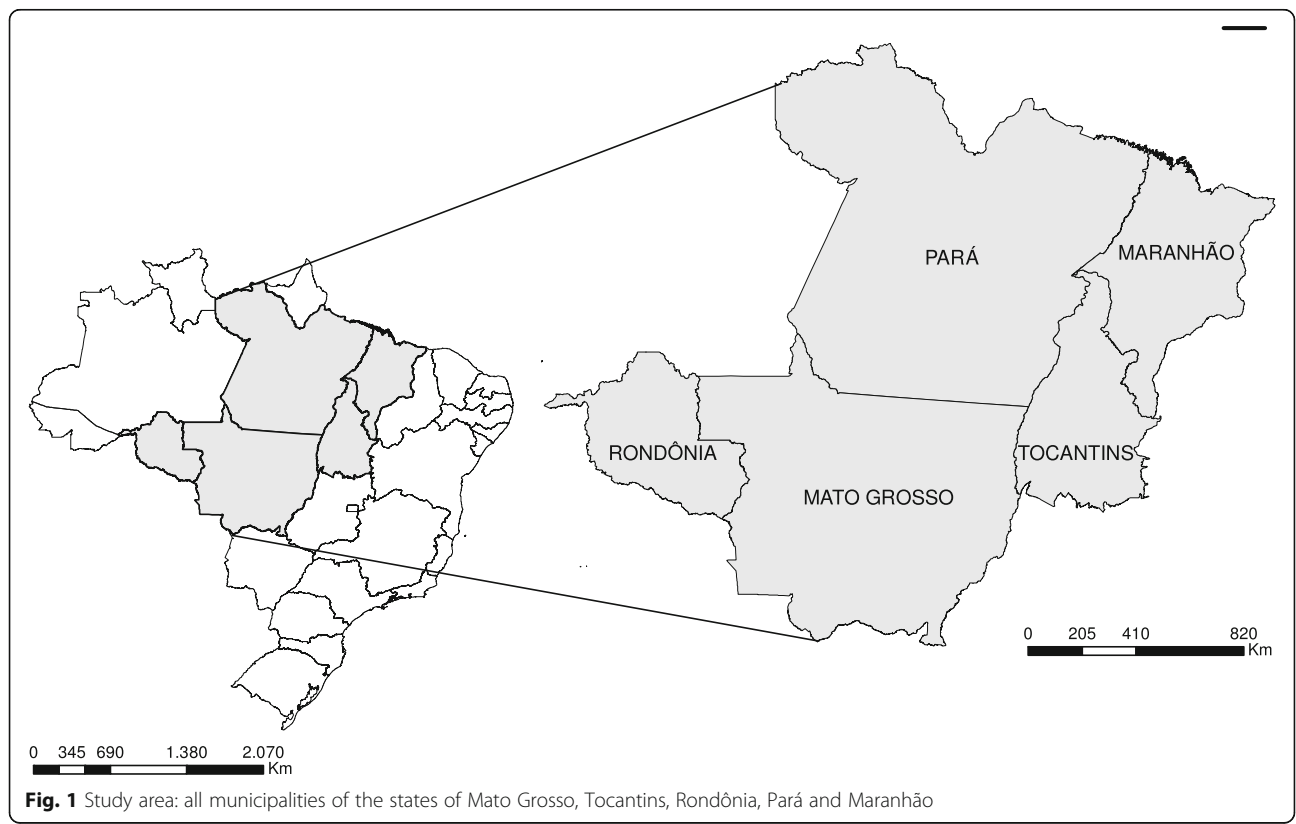 PARÁ
MARANHÃO
RONDÔNIA
TOCANTINS
MATO GROSSO
0 205 410 820
Km
0 345 690 1.380 2.070
Km
Fig. 1 Study area: all municipalities of the states of Mato Grosso, Tocantins, Rondônia, Pará and Maranhão